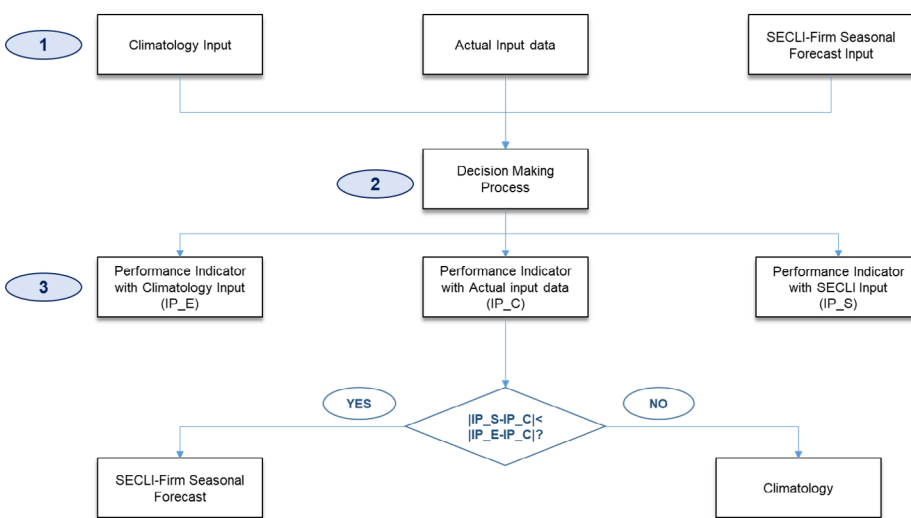 1
Climatology Input
Actual Input data
SECLI-Firm Seasonal
Forecast Input
2
Decision Making
Process
3
Performance Indicator
with Climatology Input
(IP_E)
Performance Indicator
with Actual input data
(IP_C)
Performance Indicator
with SECLI Input
(IP_S)
YES
|IP_S-IP_C|<
|IP_E-IP_C|?
NO
SECLI-Firm Seasonal
Forecast
Climatology